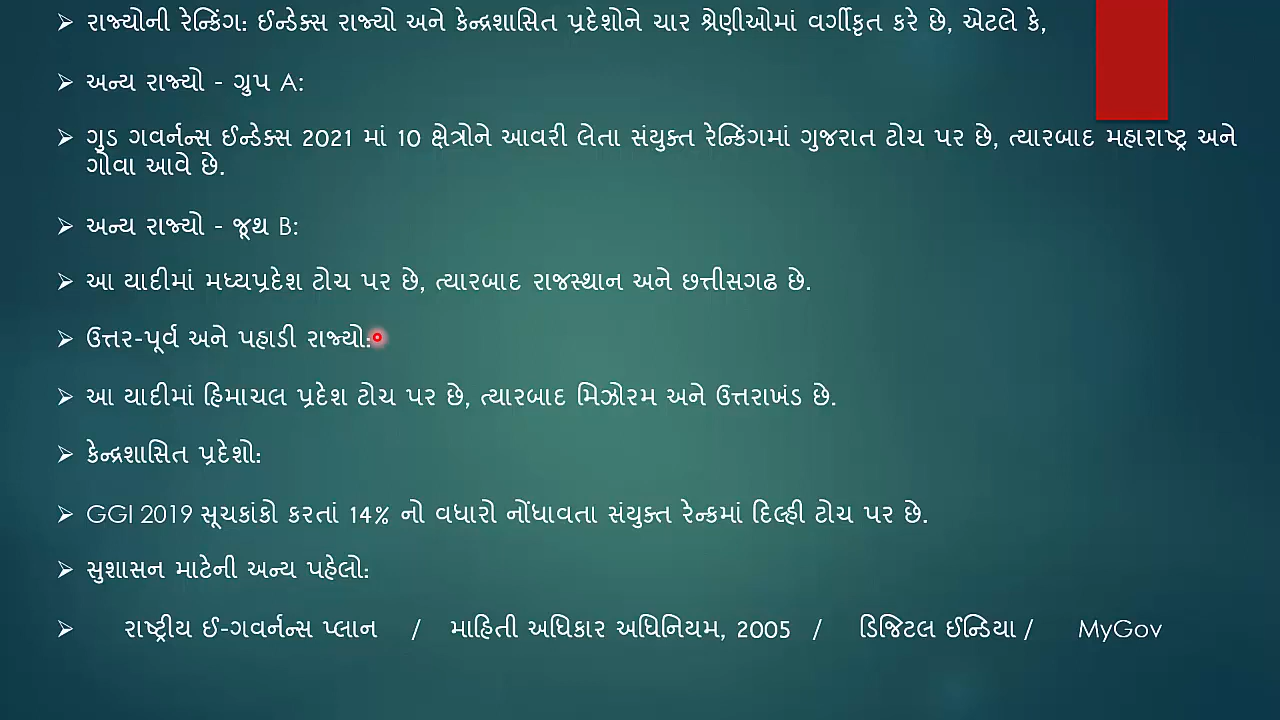 ➢ રાજ્યોની રેન્કિંગ: ઈન્ડેક્સ રાજ્યો અને કેન્દ્રશાસિત પ્રદેશોને ચાર શ્રેણીઓમાં વર્ગીકૃત કરે છે, એટલે કે,
➢ અન્ય રાજ્યો - ગ્રુપ A:
➢ ગુડ ગવર્નન્સ ઈન્ડેક્સ 2021 માં 10 ક્ષેત્રોને આવરી લેતા સંયુક્ત રેન્કિંગમાં ગુજરાત ટોચ પર છે, ત્યારબાદ મહારાષ્ટ્ર અને
ગોવા આવે છે.
➢ અન્ય રાજ્યો - જૂથ B:
➢ આ યાદીમાં મધ્યપ્રદેશ ટોચ પર છે, ત્યારબાદ રાજસ્થાન અને છત્તીસગઢ છે.
➢ ઉત્તર-પૂર્વ અને પહાડી રાજ્યો:
➢ આ યાદીમાં હિમાચલ પ્રદેશ ટોચ પર છે, ત્યારબાદ મિઝોરમ અને ઉત્તરાખંડ છે.
➢ કેન્દ્રશાસિત પ્રદેશો:
➢ GGI 2019 સૂચકાંકો કરતાં 14% નો વધારો નોંધાવતા સંયુક્ત રેન્કમાં દિલ્હી ટોચ પર છે.
➢ સુશાસન માટેની અન્ય પહેલો:
➢ રાષ્ટ્રીય ઈ-ગવર્નન્સ પ્લાન / માહિતી અધિકાર અધિનિયમ, 2005 / ડિજિટલ ઈન્ડિયા / MyGov